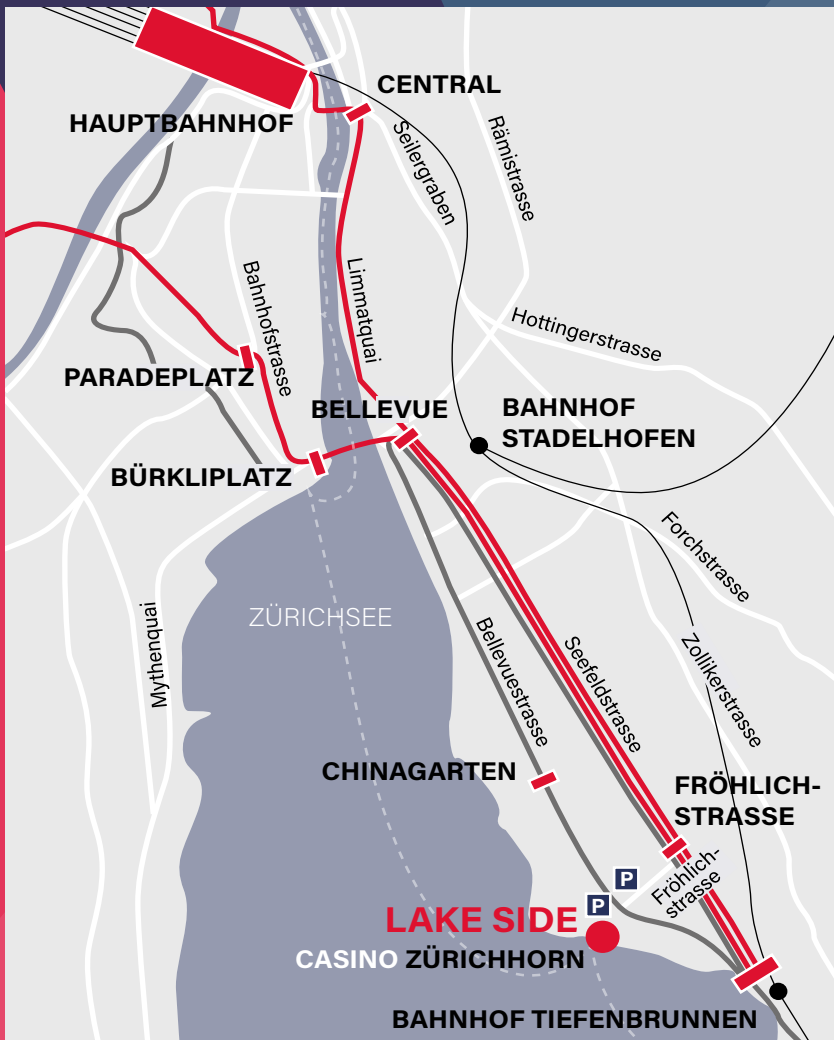 CENTRAL
HAUPTBAHNHOF
Seilergraben
Rämistrasse
Bahnhofstrasse
Limmatquai
Hottingerstrasse
PARADEPLATZ
BELLEVUE
BAHNHOF
STADELHOFEN
BÜRKLIPLATZ
Forchstrasse
ZÜRICHSEE
Mythenquai
Bellevuestrasse
Seefeldstrasse
Zollikerstrasse
CHINAGARTEN
FRÖHLICH-
STRASSE
Fröhlich-
strasse
P
P
LAKE SIDE
CASINO ZÜRICHHORN
BAHNHOF TIEFENBRUNNEN